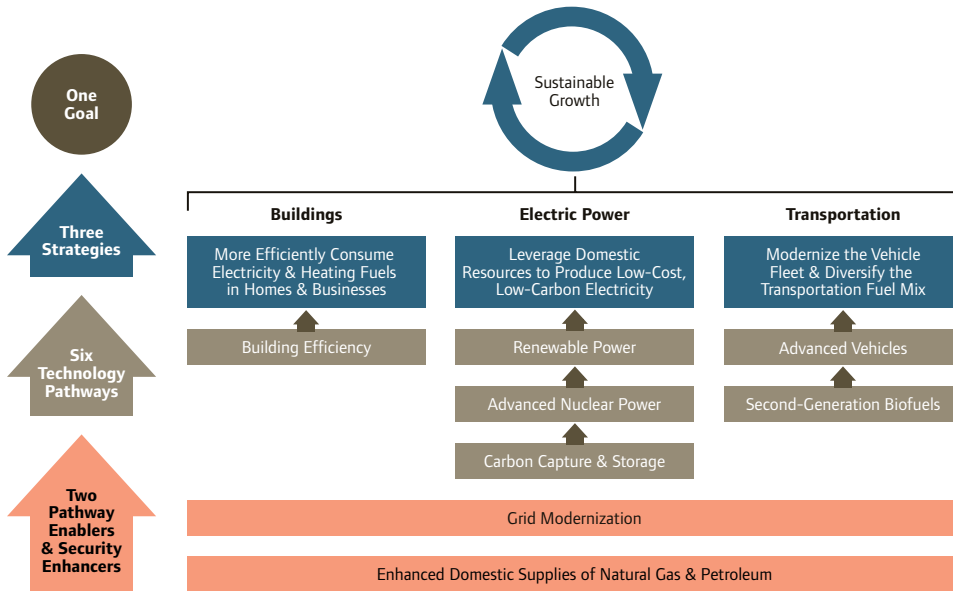 One
Goal
Sustainable
Growth
Three
Strategies
Buildings
Electric Power
Transportation
More Efficiently Consume
Electricity & Heating Fuels
in Homes & Businesses
Leverage Domestic
Resources to Produce Low-Cost,
Low-Carbon Electricity
Modernize the Vehicle
Fleet & Diversify the
Transportation Fuel Mix
Six
Technology
Pathways
Building Efficiency
Renewable Power
Advanced Vehicles
Advanced Nuclear Power
Second-Generation Biofuels
Carbon Capture & Storage
Two
Pathway
Enablers
& Security
Enhancers
Grid Modernization
Enhanced Domestic Supplies of Natural Gas & Petroleum